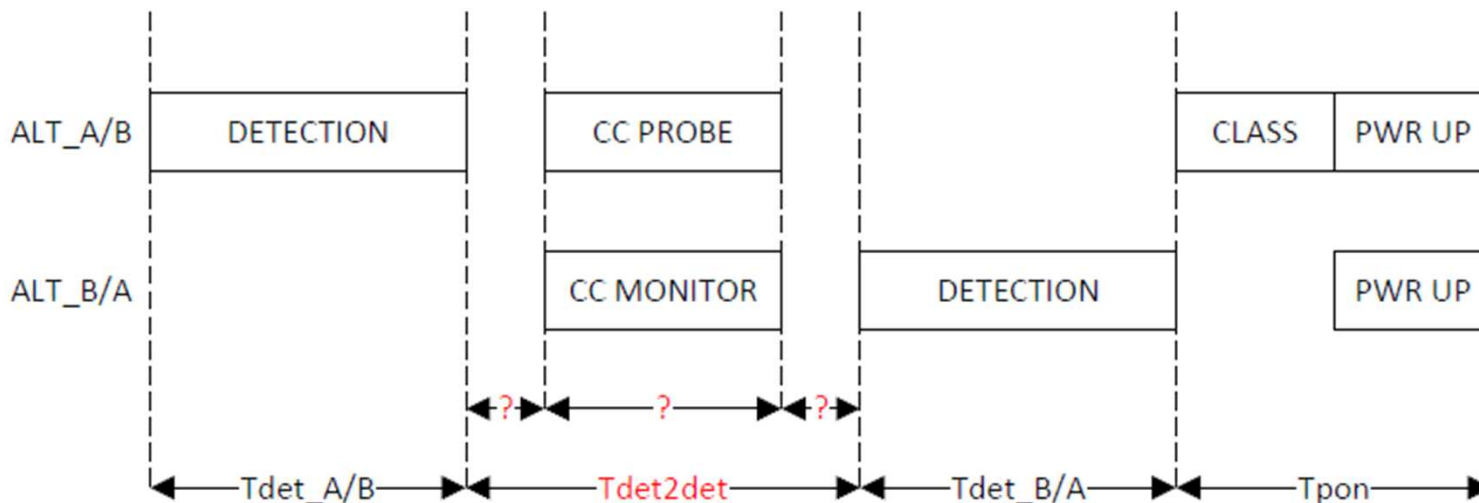 ALT_A/B DETECTION CC PROBE CLASS PWR UP
ALT_B/A CC MONITOR DETECTION PWR UP
? ? ?
Tdet_A/B Tdet2det Tdet_B/A Tpon